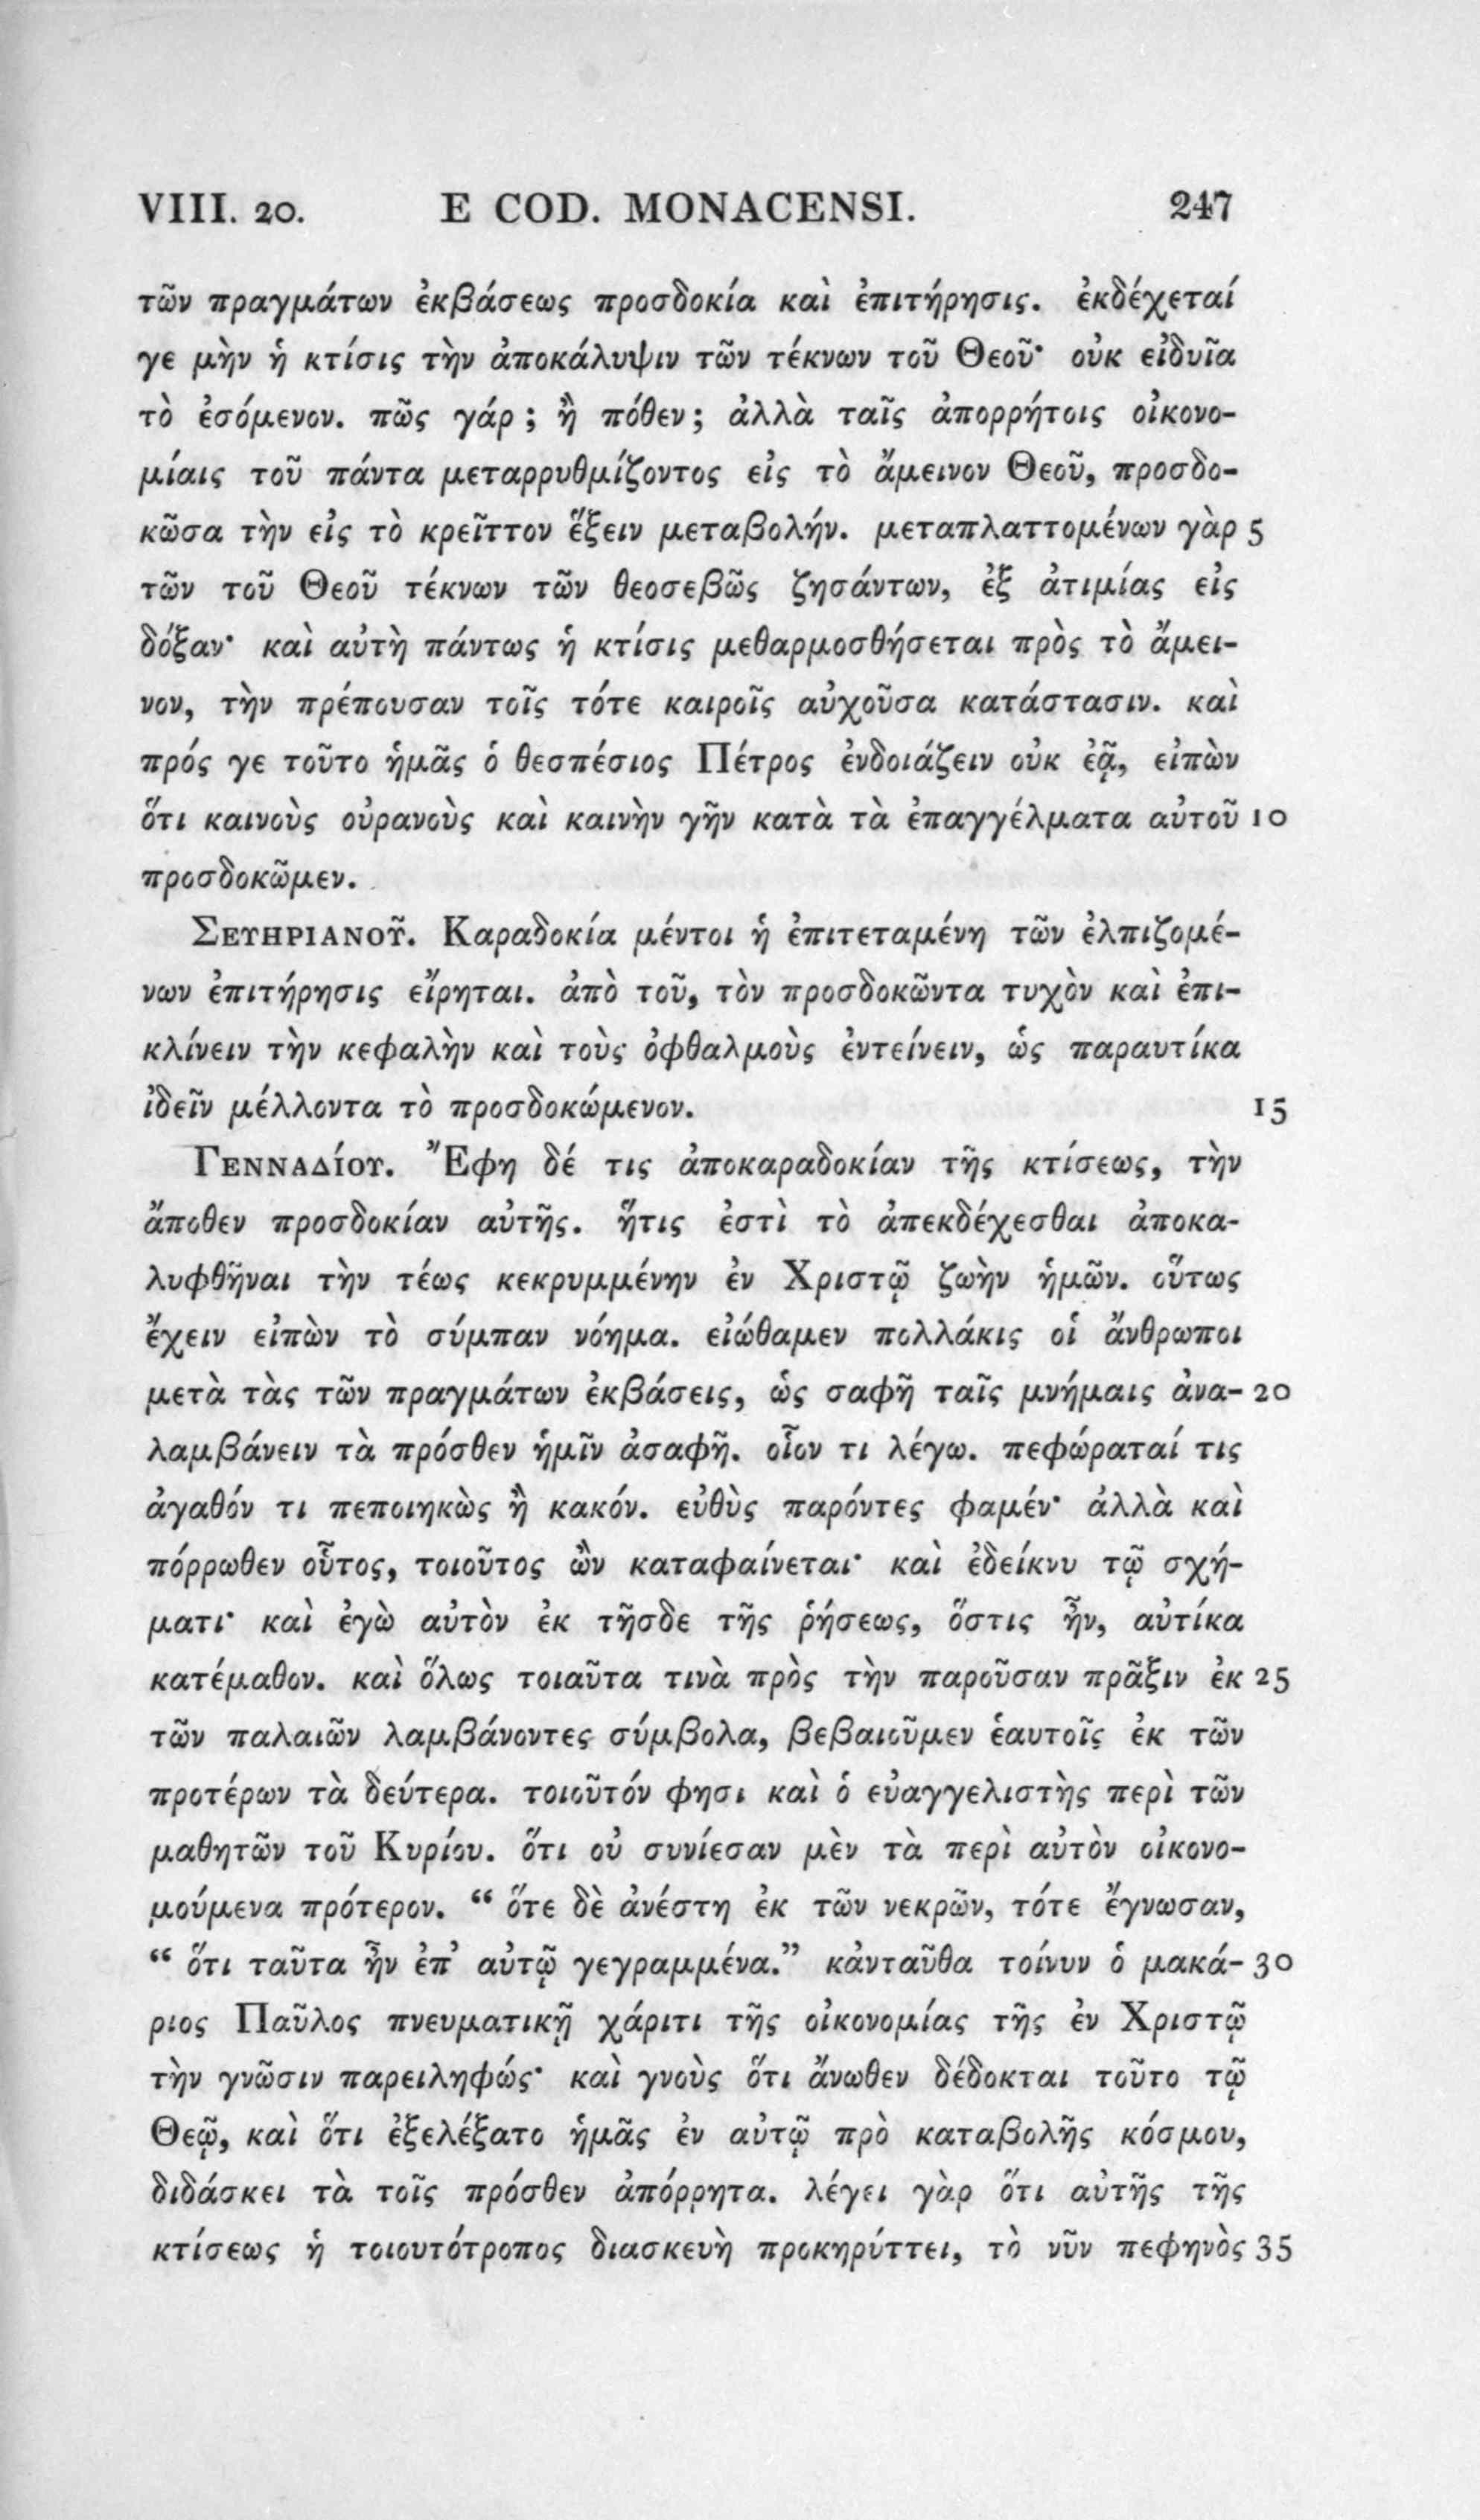 VIII. 20. E COD. MONACENSI. 247
τῶν πραγμάτων ἐκβάσεως προσδοκία καὶ ἐπιτήρησις. ἐκδέχεταί
γε μὴν ἡ κτίσις τὴν ἀποκάλυψιν τῶν τέκνων τοῦ Θεοῦ· οὐκ εἰδυῖα
τὸ ἐσόμενον. πῶς γάρ ; ἢ πόθεν ; ἀλλὰ ταῖς ἀπορρήτοις οἰκονο-
μίαις τοῦ πάντα μεταρρυθμίζοντος εἰς τὸ ἄμεινον Θεοῦ, προσδο-
κῶσα τὴν εἰς τὸ κρεῖττον ἕξειν μεταβολήν. μεταπλαττομένων γὰρ 5
τῶν τοῦ Θεοῦ τέκνων τῶν θεοσεβῶς ζησάντων, ἐξ ἀτιμίας εἰς
δόξαν· καὶ αὐτὴ πάντως ἡ κτίσις μεθαρμοσθήσεται πρὸς τὸ ἄμει-
νον, τὴν πρέπουσαν τοῖς τότε καιροῖς αὐχοῦσα κατάστασιν. καὶ
πρός γε τοῦτο ἡμᾶς ὁ θεσπέσιος Πέτρος ἐνδοιάζειν οὐκ ἐᾷ, εἰπὼν
ὅτι καινοὺς οὐρανοὺς καὶ καινὴν γῆν κατὰ τὰ ἐπαγγέλματα αὐτοῦ 10
προσδοκῶμεν.
ΣΕΥΗΡΙΑΝΟῦ. Καραδοκία μέντοι ἡ ἐπιτεταμένη τῶν ἐλπιζομέ-
νων ἐπιτήρησις εἴρηται. ἀπὸ τοῦ, τὸν προσδοκῶντα τυχὸν καὶ ἐπι-
κλίνειν τὴν κεφαλὴν καὶ τοὺς ὀφθαλμοὺς ἐντείνειν, ὡς παραυτίκα
ἰδεῖν μέλλοντα τὸ προσδοκώμενον. 15
ΓΕΝΝΑΔίΟΥ. Ἔφη δέ τις ἀποκαραδοκίαν τῆς κτίσεως, τὴν
ἄποθεν προσδοκίαν αὐτῆς. ἥτις ἐστὶ τὸ ἀπεκδέχεσθαι ἀποκα-
λυφθῆναι τὴν τέως κεκρυμμένην ἐν Χριστῷ ζωὴν ἡμῶν. οὕτως
ἔχειν εἰπὼν τὸ σύμπαν νόημα. εἰώθαμεν πολλάκις οἱ ἄνθρωποι
μετὰ τὰς τῶν πραγμάτων ἐκβάσεις, ὡς σαφῆ ταῖς μνήμαις ἀνα- 20
λαμβάνειν τὰ πρόσθεν ἡμῖν ἀσαφῆ. οἷον τι λέγω. πεφώραταί τις
ἀγαθόν τι πεποιηκὼς ἢ κακόν. εὐθὺς παρόντες φαμέν· ἀλλὰ καὶ
πόρρωθεν οὗτος, τοιοῦτος ὢν καταφαίνεται· καὶ ἐδείκνυ τῷ σχή-
ματι· καὶ ἐγὼ αὐτὸν ἐκ τῆσδε τῆς ῥήσεως, ὅστις ἦν, αὐτίκα
κατέμαθον. καὶ ὅλως τοιαῦτα τινὰ πρὸς τὴν παροῦσαν πρᾶξιν ἐκ 25
τῶν παλαιῶν λαμβάνοντες σύμβολα, βεβαιοῦμεν ἑαυτοῖς ἐκ τῶν
προτέρων τὰ δεύτερα. τοιοῦτόν φησι καὶ ὁ εὐαγγελιστὴς περὶ τῶν
μαθητῶν τοῦ Κυρίου. ὅτι οὐ συνίεσαν μὲν τὰ περὶ αὐτὸν οἰκονο-
μούμενα πρότερον. “ ὅτε δὲ ἀνέστη ἐκ τῶν νεκρῶν, τότε ἔγνωσαν,
“ ὅτι ταῦτα ἦν ἐπ’ αὐτῷ γεγραμμένα.” κἀνταῦθα τοίνυν ὁ μακά- 30
ριος Παῦλος πνευματικῇ χάριτι τῆς οἰκονομίας τῆς ἐν Χριστῷ
τὴν γνῶσιν παρειληφώς· καὶ γνοὺς ὅτι ἄνωθεν δέδοκται τοῦτο τῷ
Θεῷ, καὶ ὅτι ἐξελέξατο ἡμᾶς ἐν αὐτῷ πρὸ καταβολῆς κόσμου,
διδάσκει τὰ τοῖς πρόσθεν ἀπόρρητα. λέγει γὰρ ὅτι αὐτῆς τῆς
κτίσεως ἡ τοιουτότροπος διασκευὴ προκηρύττει, τὸ νῦν πεφηνὸς 35